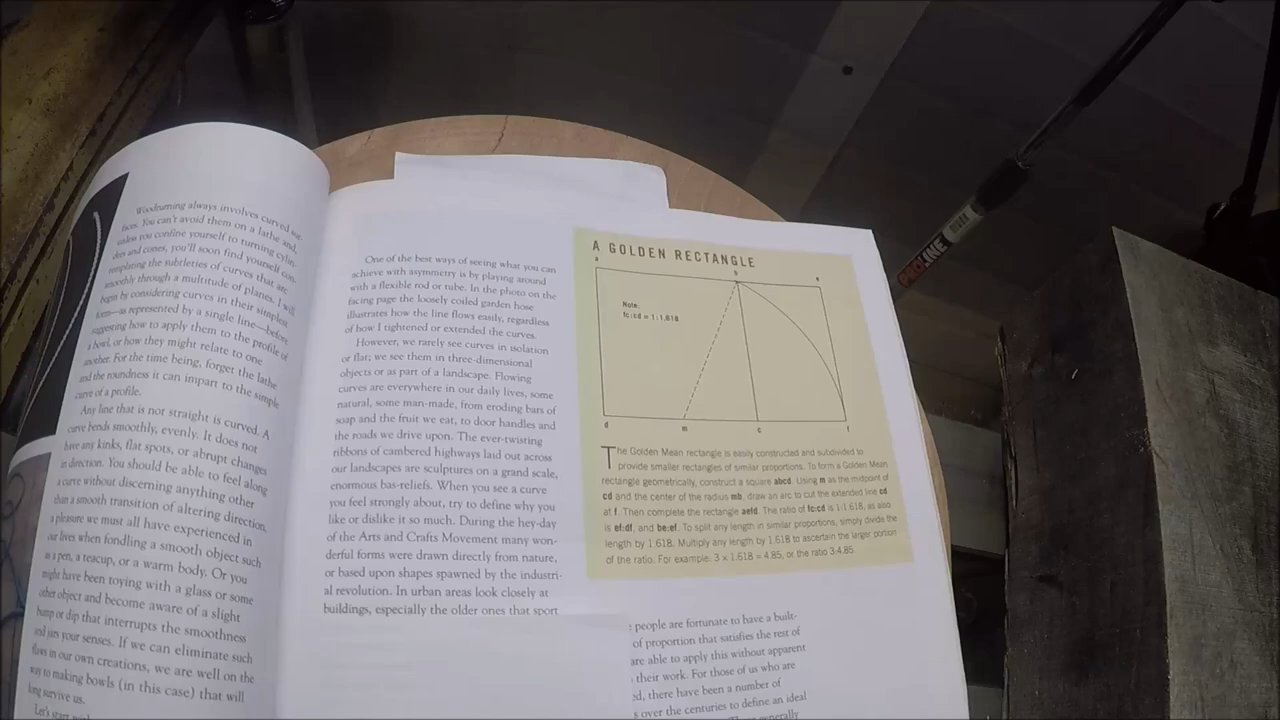 Woodturning always involves curved sur-
faces. You can't avoid them on a lathe and,
unless you confine yourself to turning cylin-
ders and cones, you'll soon find yourself con-
templating the subtleties of curves that are
smoothly through a multitude of planes. I will
begin by considering curves in their simplest
form—as represented by a single line—before
suggesting how to apply them to the profile of
a bowl, or how they might relate to one
another. For the time being, forget the lathe
and the roundness it can impart to the simple
curve of a profile.
Any line that is not straight is curved. A
curve bends smoothly, evenly. It does not
have any kinks, flat spots, or abrupt changes
in direction. You should be able to feel along
a curve without discerning anything other
than a smooth transition of altering direction,
a pleasure we must all have experienced in
our lives when fondling a smooth object such
as a pen, a teacup, or a warm body. Or you
might have been toying with a glass or some
other object and become aware of a slight
bump or dip that interrupts the smoothness
and jars your senses. If we can eliminate such
flaws in our own creations, we are well on the
way to making bowls (in this case) that will
long survive us.
Let's start
One of the best ways of seeing what you can
achieve with asymmetry is by playing around
with a flexible rod or tube. In the photo on the
facing page the loosely coiled garden hose
illustrates how the line flows easily, regardless
of how I tightened or extended the curves.
However, we rarely see curves in isolation
or flat; we see them in three-dimensional
objects or as part of a landscape. Flowing
curves are everywhere in our daily lives, some
natural, some man-made, from eroding bars of
soap and the fruit we eat, to door handles and
the roads we drive upon. The ever-twisting
ribbons of cambered highways laid out across
our landscapes are sculptures on a grand scale,
enormous bas-reliefs. When you see a curve
you feel strongly about, try to define why you
like or dislike it so much. During the hey-day
of the Arts and Crafts Movement many won-
derful forms were drawn directly from nature,
or based upon shapes spawned by the industri-
al revolution. In urban areas look closely at
buildings, especially the older ones that sport
A GOLDEN RECTANGLE
a b e
Note:
fc:cd = 1:1.618
d m c f
The Golden Mean rectangle is easily constructed and subdivided to
provide smaller rectangles of similar proportions. To form a Golden Mean
rectangle geometrically, construct a square abcd. Using m as the midpoint of
cd and the center of the radius mb, draw an arc to cut the extended line cd
at f. Then complete the rectangle aefd. The ratio of fc:cd is 1:1.618, as also
is ef:df, and be:ef. To split any length in similar proportions, simply divide the
length by 1.618. Multiply any length by 1.618 to ascertain the larger portion
of the ratio. For example: 3 x 1.618 = 4.85, or the ratio 3:4.85.
people are fortunate to have a built-
of proportion that satisfies the rest of
are able to apply this without apparent
their work. For those of us who are
ed, there have been a number of
s over the centuries to define an ideal
generally
PROLINE